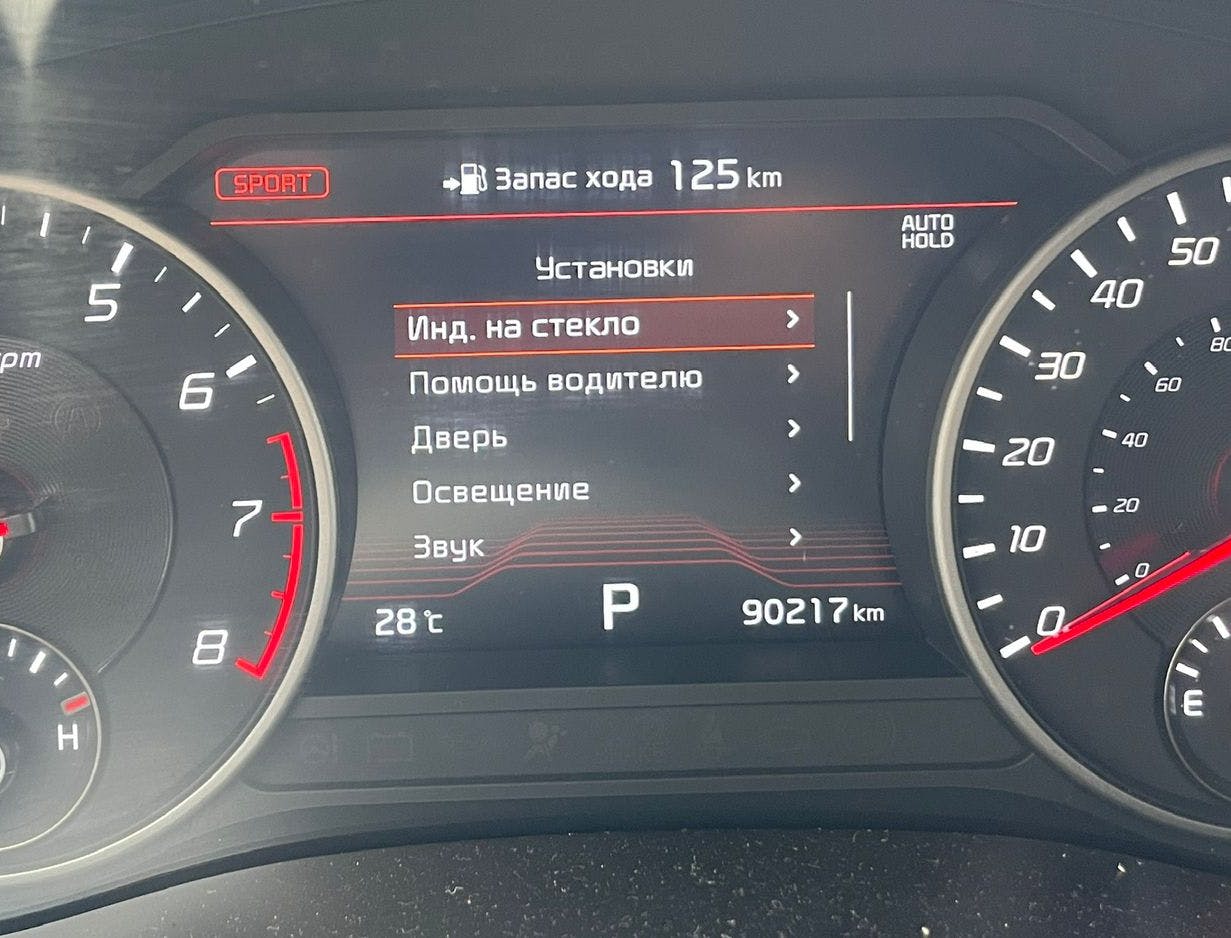 SPORT
Запас хода 125 km
AUTO
HOLD
Установки
Инд. на стекло
Помощь водителю
Дверь
Освещение
Звук
28 °C
P
90217 km
5
rpm
6
7
8
H
50
40
30
20
10
0
80
60
40
20
0
E